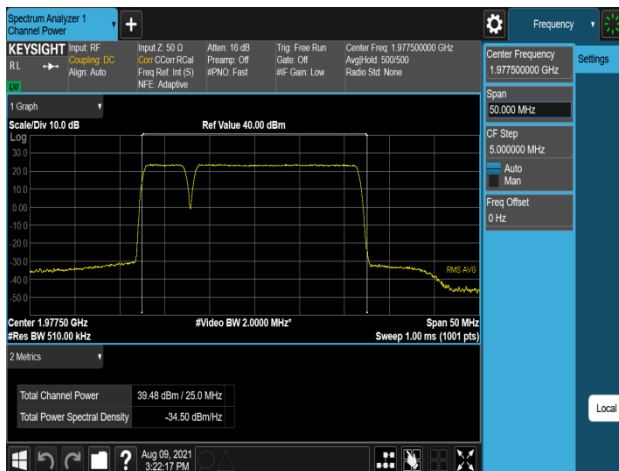 Spectrum Analyzer 1
Channel Power
Frequency
KEYSIGHT
RL
LXI
Input: RF
Coupling: DC
Align: Auto
Input Z: 50 Ω
Corr CCorr RCal
Freq Ref: Int (S)
NFE: Adaptive
Atten: 16 dB
Preamp: Off
#PNO: Fast
Trig: Free Run
Gate: Off
#IF Gain: Low
Center Freq: 1.977500000 GHz
Avg|Hold: 500/500
Radio Std: None
Center Frequency
1.977500000 GHz
Settings
Span
50.000 MHz
CF Step
5.000000 MHz
Auto
Man
Freq Offset
0 Hz
Local
1 Graph
Scale/Div 10.0 dB
Ref Value 40.00 dBm
Log
30.0
20.0
10.0
0.00
-10.0
-20.0
-30.0
-40.0
-50.0
RMS AVG
Center 1.97750 GHz
#Video BW 2.0000 MHz*
Span 50 MHz
#Res BW 510.00 kHz
Sweep 1.00 ms (1001 pts)
2 Metrics
Total Channel Power 39.48 dBm / 25.0 MHz
Total Power Spectral Density -34.50 dBm/Hz
?
Aug 09, 2021
3:22:17 PM